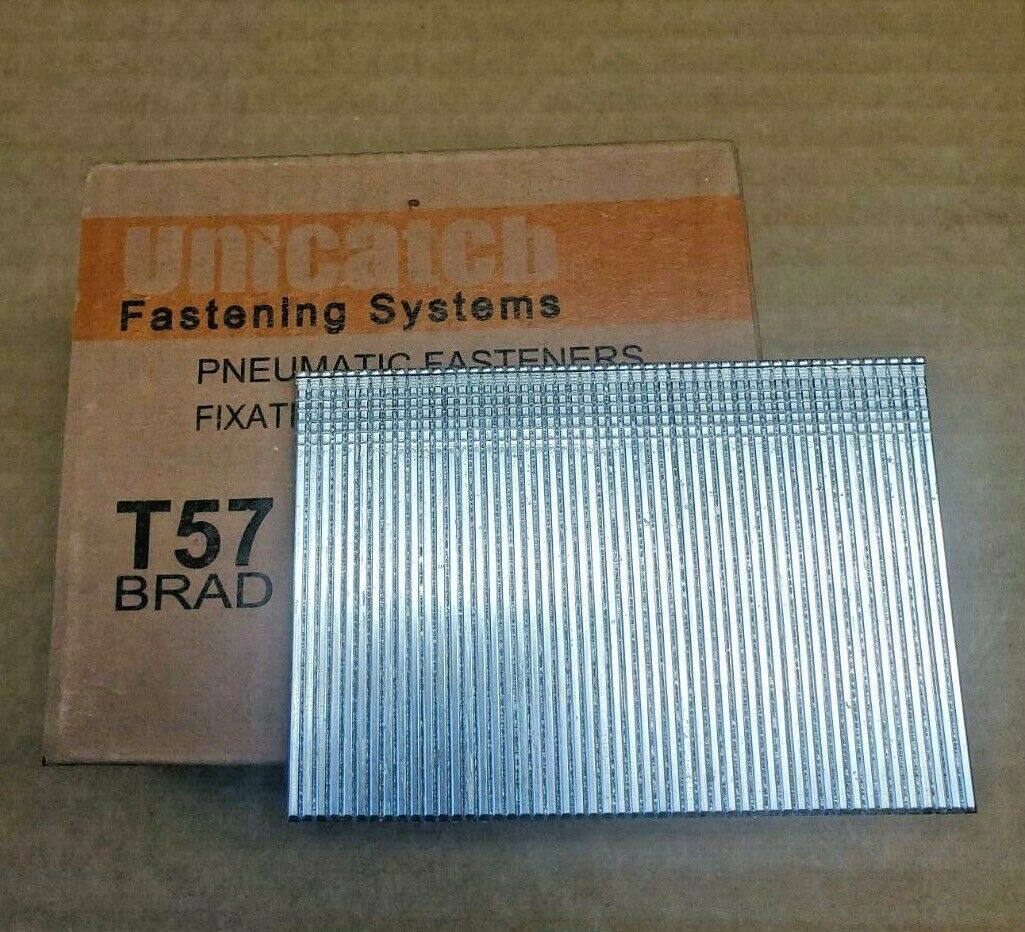 unicatch
Fastening Systems
PNEUMATIC FASTENERS
T57
BRAD